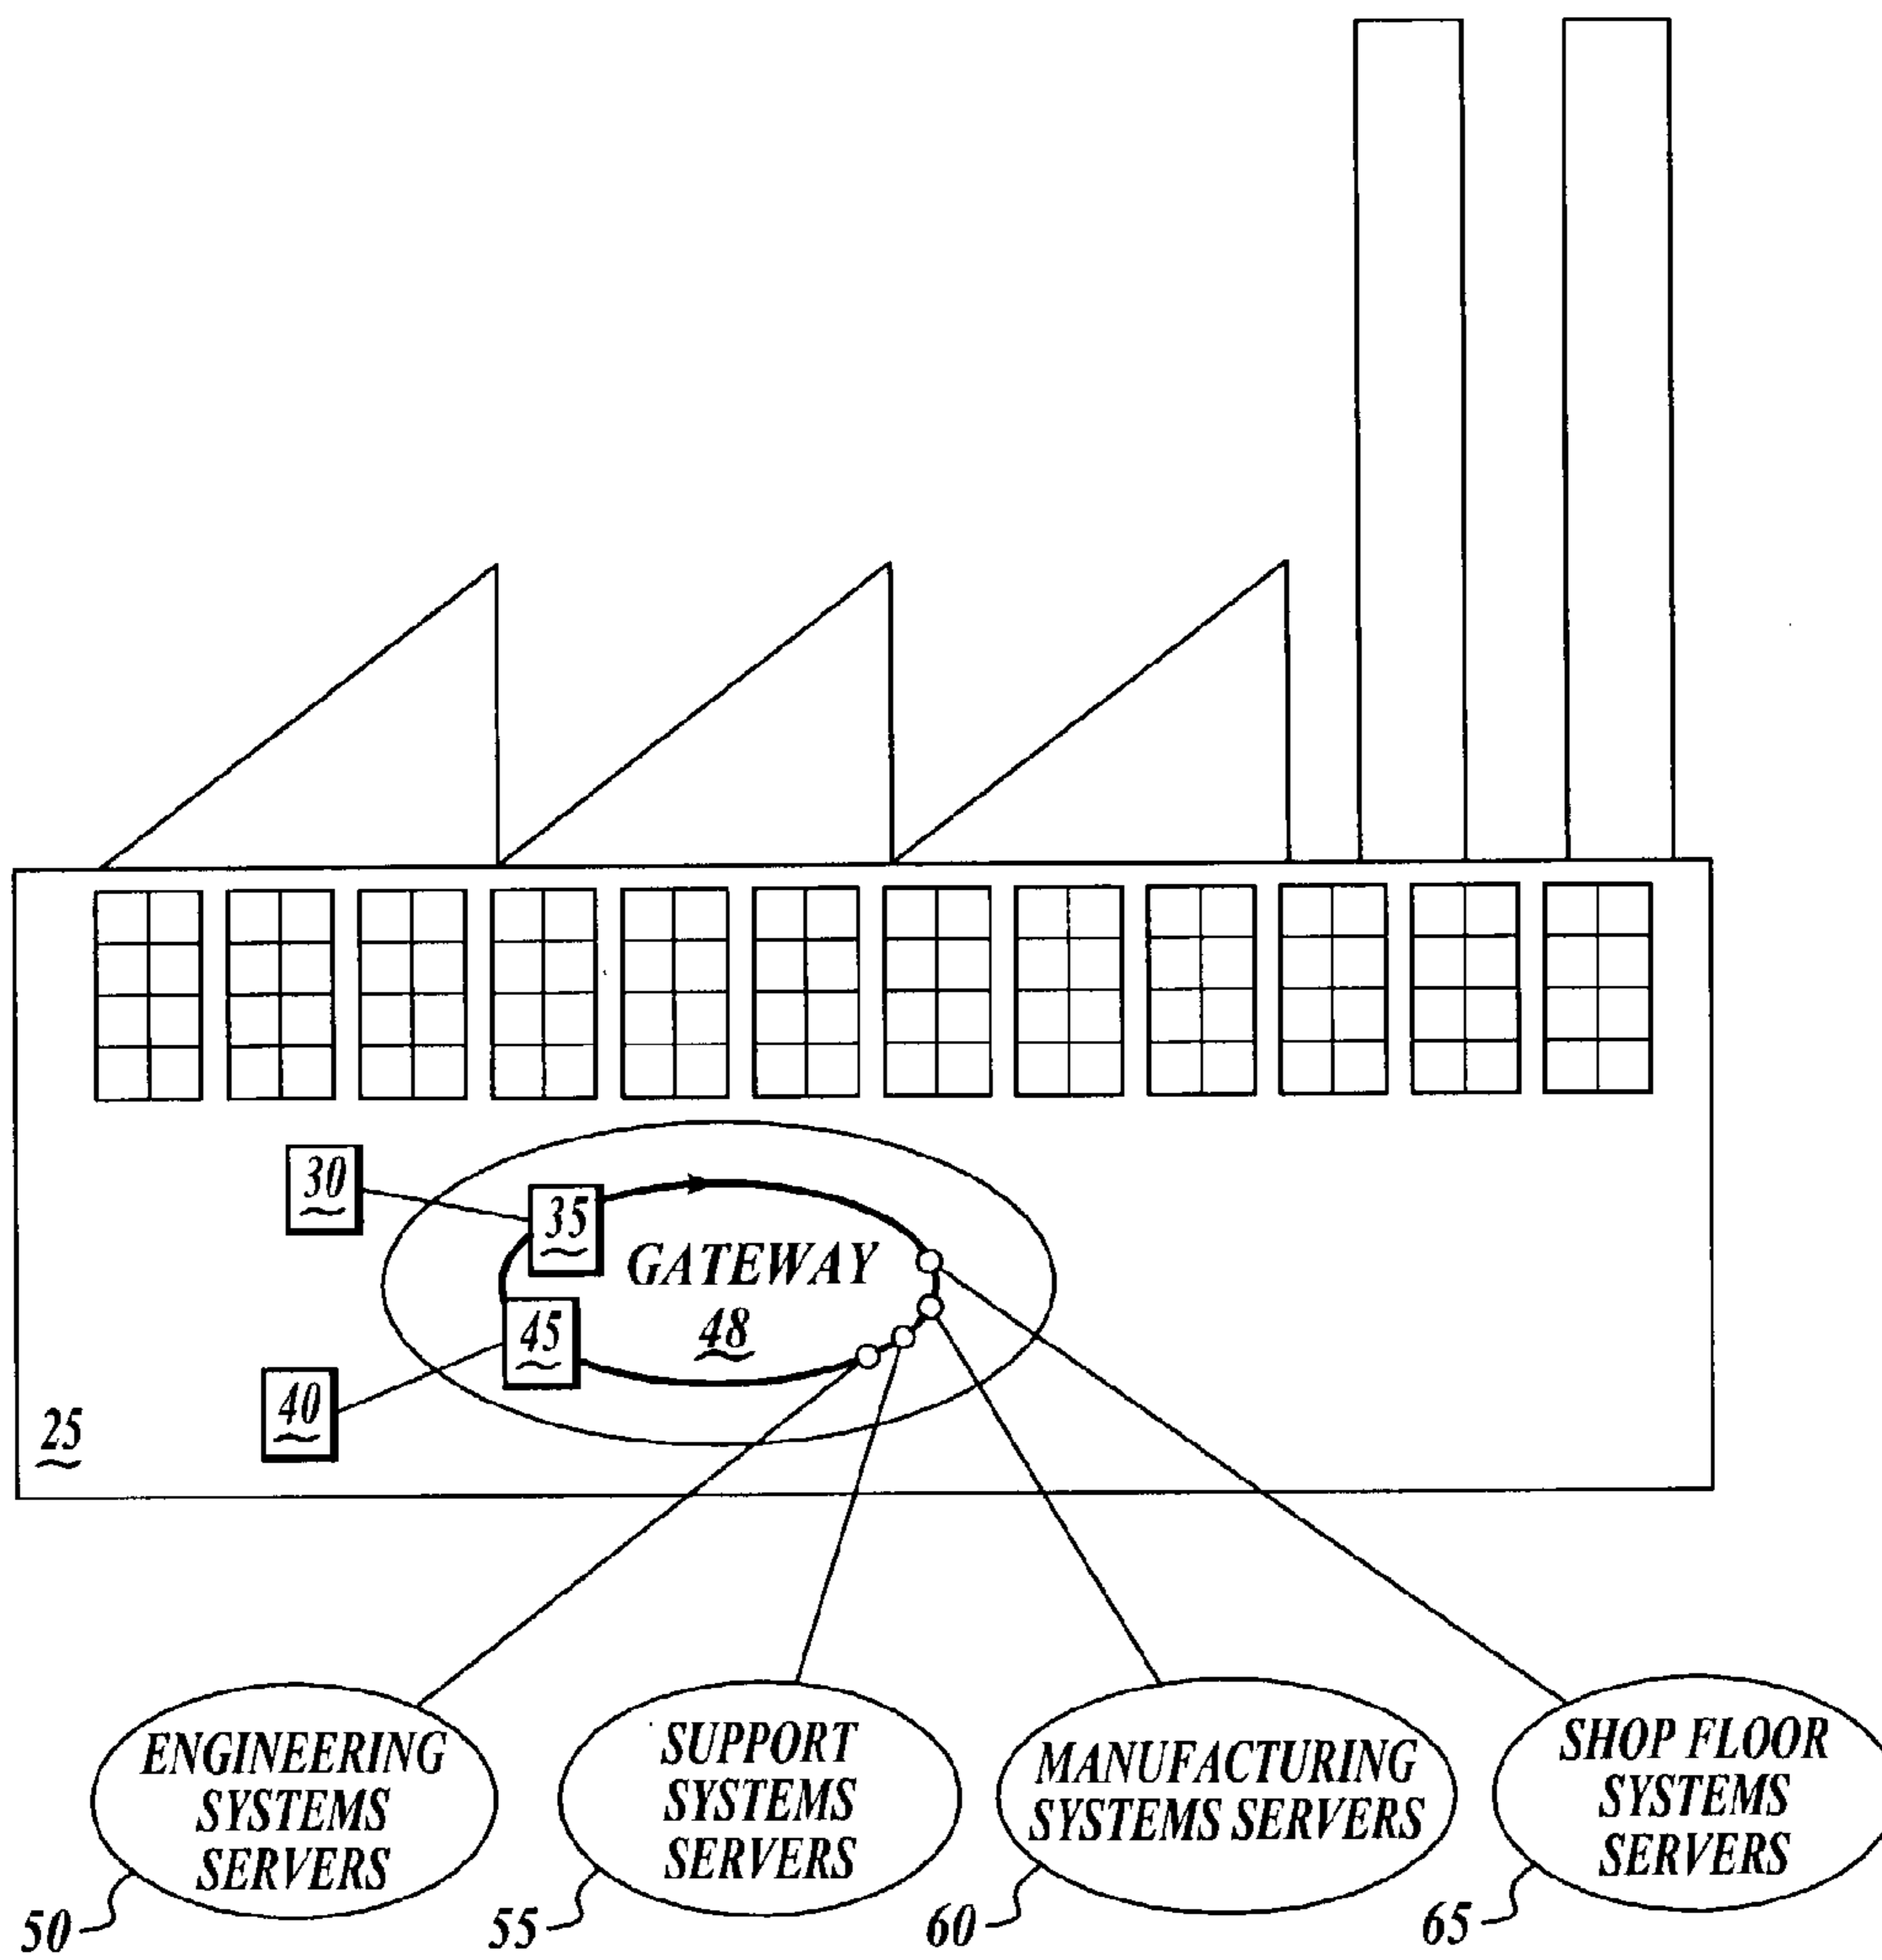 30
35
GATEWAY
48
45
40
25
ENGINEERING
SYSTEMS
SERVERS
50
SUPPORT
SYSTEMS
SERVERS
55
MANUFACTURING
SYSTEMS SERVERS
60
SHOP FLOOR
SYSTEMS
SERVERS
65